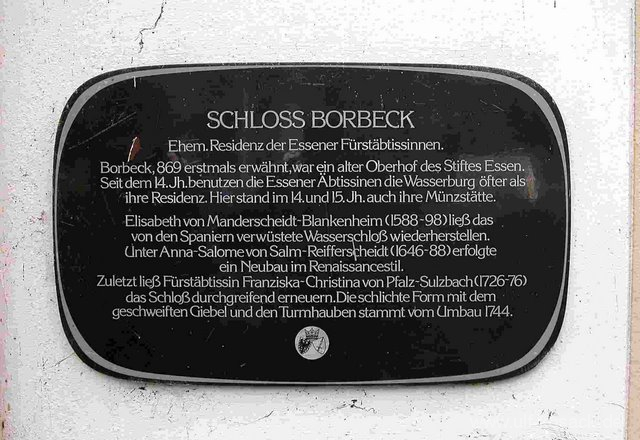 SCHLOSS BORBECK
Ehem. Residenz der Essener Fürstäbtissinnen.
Borbeck, 869 erstmals erwähnt, war ein alter Oberhof des Stiftes Essen.
Seit dem 14. Jh. benutzen die Essener Äbtissinen die Wasserburg öfter als
ihre Residenz. Hier stand im 14. und 15. Jh. auch ihre Münzstätte.
Elisabeth von Manderscheidt-Blankenheim (1588-98) ließ das
von den Spaniern verwüstete Wasserschloß wiederherstellen.
Unter Anna-Salome von Salm-Reifferscheidt (1646-88) erfolgte
ein Neubau im Renaissancestil.
Zuletzt ließ Fürstäbtissin Franziska-Christina von Pfalz-Sulzbach (1726-76)
das Schloß durchgreifend erneuern. Die schlichte Form mit dem
geschweiften Giebel und den Turmhauben stammt vom Umbau 1744.